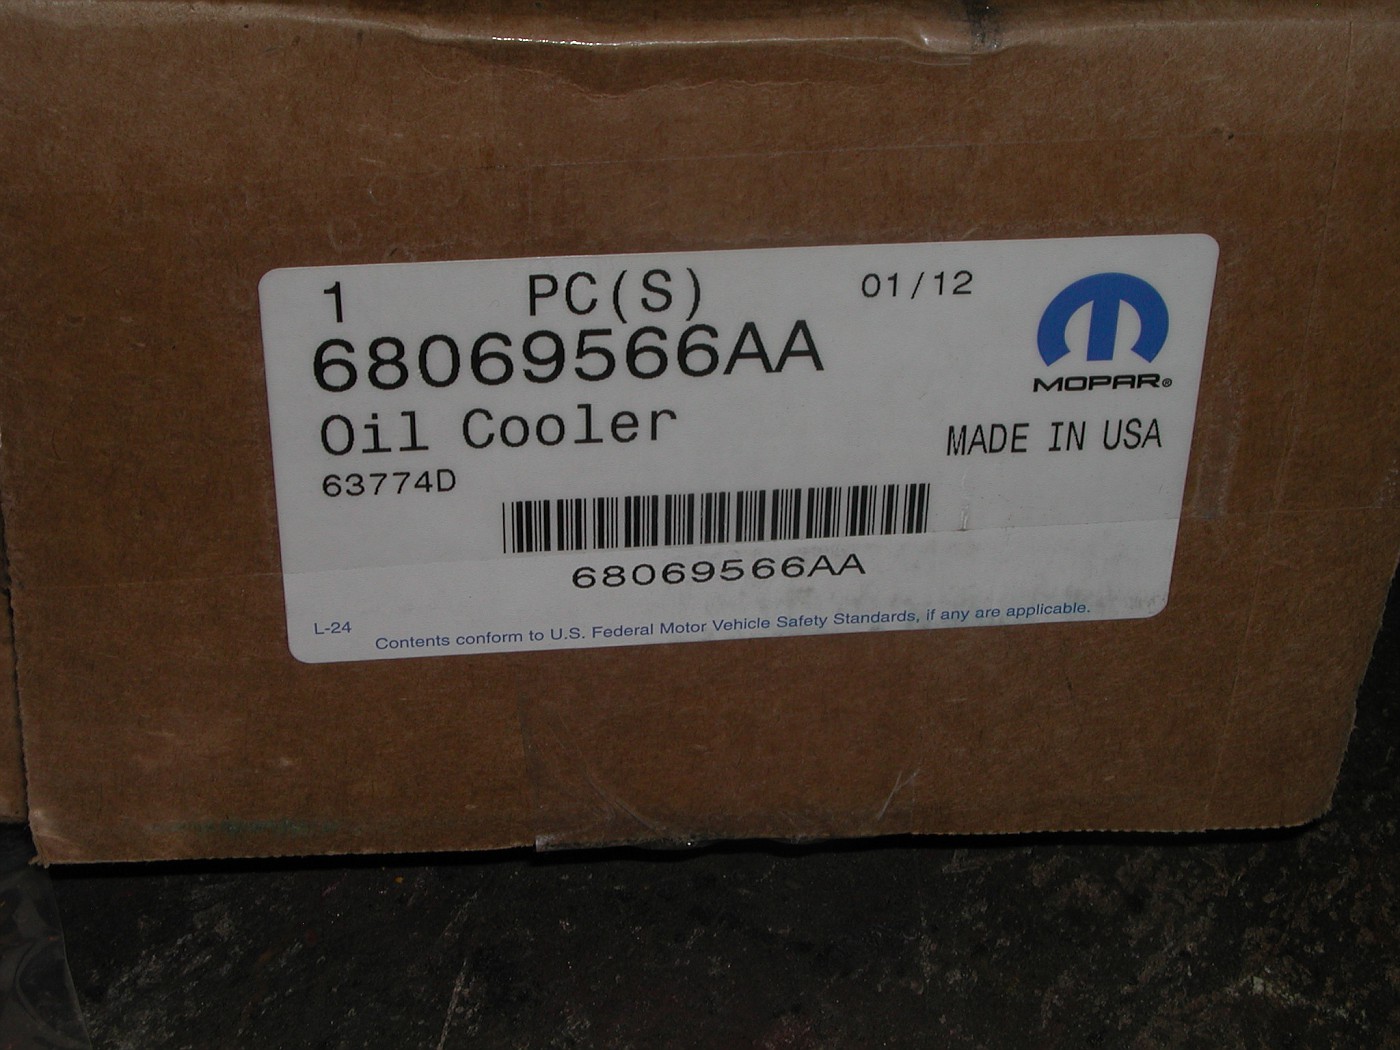 1 PC(S) 01/12
68069566AA
MOPAR®
Oil Cooler
MADE IN USA
63774D
68069566AA
L-24
Contents conform to U.S. Federal Motor Vehicle Safety Standards, if any are applicable.